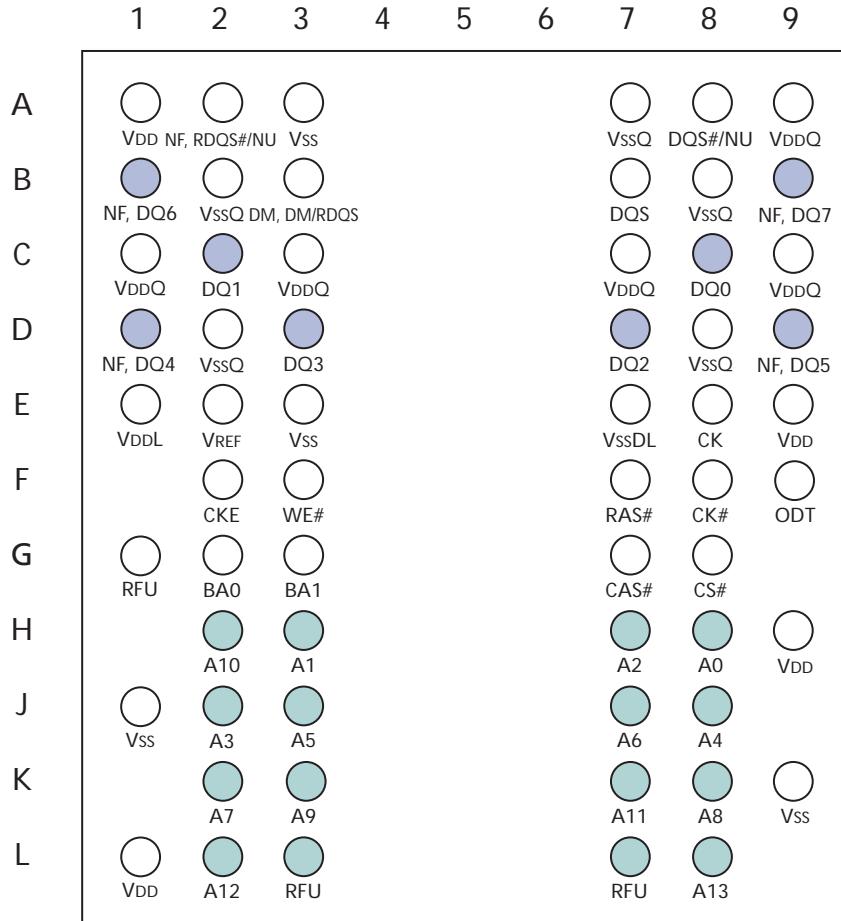 1 2 3 4 5 6 7 8 9
A
VDD NF, RDQS#/NU VSS VSSQ DQS#/NU VDDQ
B
NF, DQ6 VSSQ DM, DM/RDQS DQS VSSQ NF, DQ7
C
VDDQ DQ1 VDDQ VDDQ DQ0 VDDQ
D
NF, DQ4 VSSQ DQ3 DQ2 VSSQ NF, DQ5
E
VDDL VREF VSS VSSDL CK VDD
F
CKE WE# RAS# CK# ODT
G
RFU BA0 BA1 CAS# CS#
H
A10 A1 A2 A0 VDD
J
VSS A3 A5 A6 A4
K
A7 A9 A11 A8 VSS
L
VDD A12 RFU RFU A13